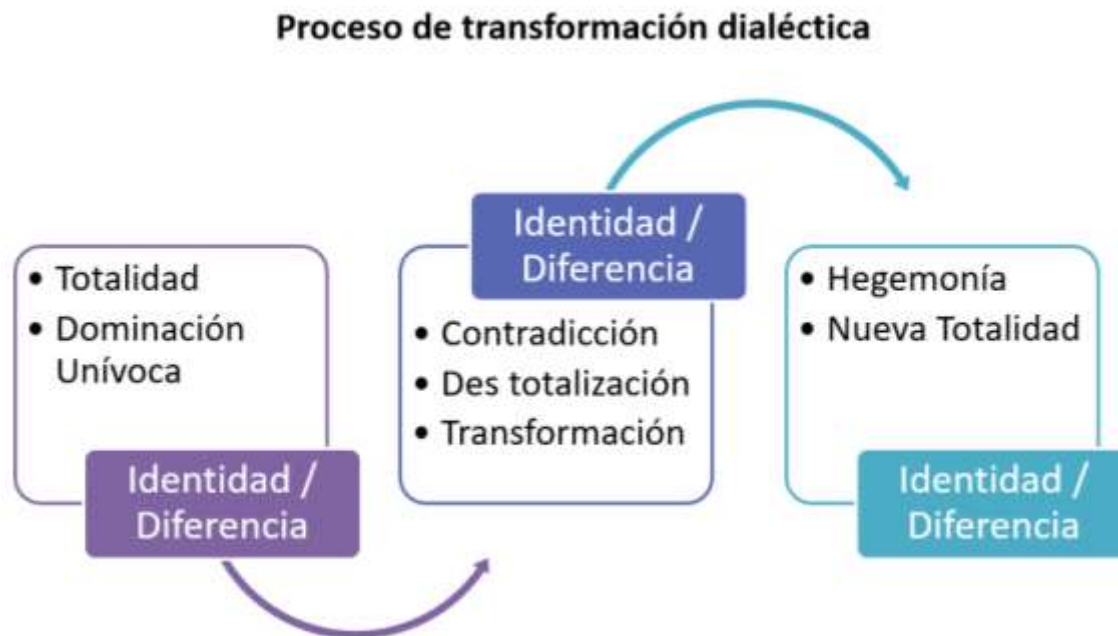 Proceso de transformación dialéctica
• Totalidad
• Dominación
Unívoca
Identidad /
Diferencia
Identidad /
Diferencia
• Contradicción
• Des totalización
• Transformación
• Hegemonía
• Nueva Totalidad
Identidad /
Diferencia